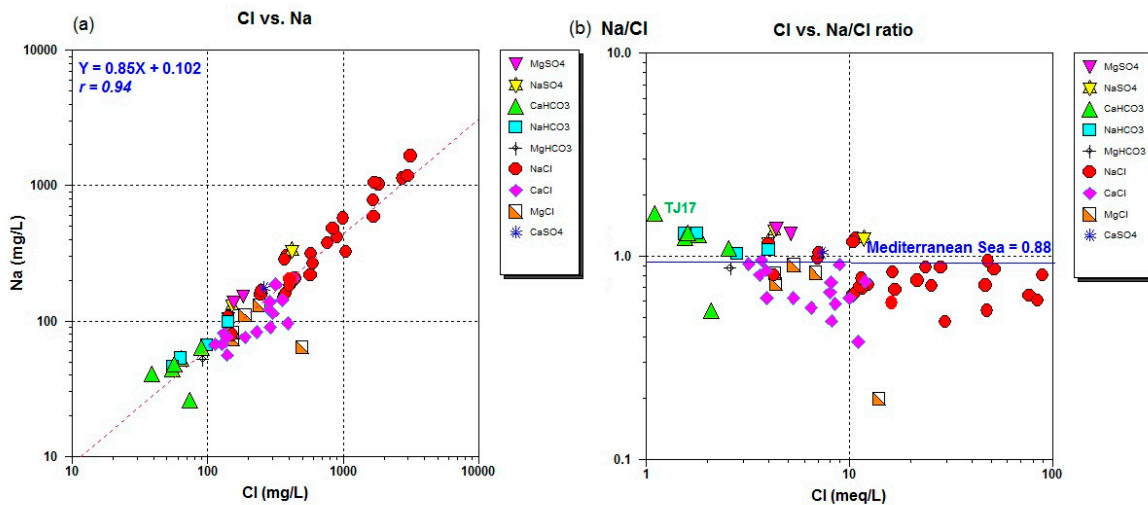 (a)
Cl vs. Na
Y = 0.85X + 0.102
r = 0.94
10000
1000
100
10
Na (mg/L)
10
100
1000
10000
Cl (mg/L)
MgSO4
NaSO4
CaHCO3
NaHCO3
MgHCO3
NaCl
CaCl
MgCl
CaSO4
(b)
Na/Cl
Cl vs. Na/Cl ratio
10.0
1.0
0.1
TJ17
Mediterranean Sea = 0.88
1
10
100
Cl (meq/L)
MgSO4
NaSO4
CaHCO3
NaHCO3
MgHCO3
NaCl
CaCl
MgCl
CaSO4